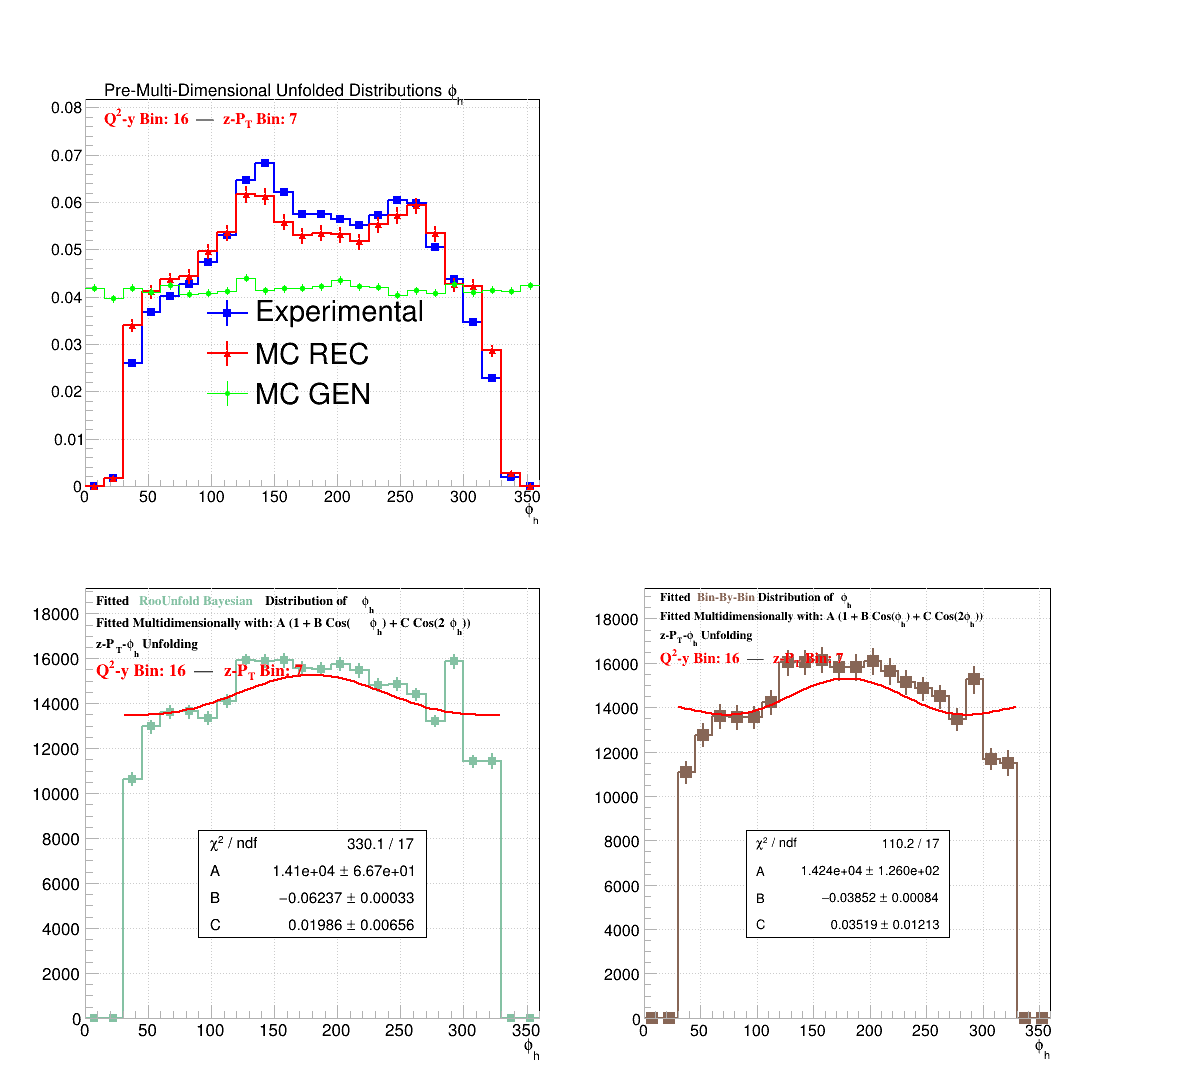 Pre-Multi-Dimensional Unfolded Distributions ϕh
Q²-y Bin: 16 — z-PT Bin: 7
0.08
0.07
0.06
0.05
0.04
0.03
0.02
0.01
0
Experimental
MC REC
MC GEN
0 50 100 150 200 250 300 350
ϕh
Fitted RooUnfold Bayesian Distribution of ϕh
Fitted Multidimensionally with: A (1 + B Cos( ϕh) + C Cos(2 ϕh))
z-PT-ϕh Unfolding
Q²-y Bin: 16 — z-PT Bin: 7
18000
16000
14000
12000
10000
8000
6000
4000
2000
0
χ² / ndf 330.1 / 17
A 1.41e+04 ± 6.67e+01
B −0.06237 ± 0.00033
C 0.01986 ± 0.00656
0 50 100 150 200 250 300 350
ϕh
Fitted Bin-By-Bin Distribution of ϕh
Fitted Multidimensionally with: A (1 + B Cos(ϕh) + C Cos(2ϕh))
z-PT-ϕh Unfolding
Q²-y Bin: 16 — z-PT Bin: 7
18000
16000
14000
12000
10000
8000
6000
4000
2000
0
χ² / ndf 110.2 / 17
A 1.424e+04 ± 1.260e+02
B −0.03852 ± 0.00084
C 0.03519 ± 0.01213
0 50 100 150 200 250 300 350
ϕh